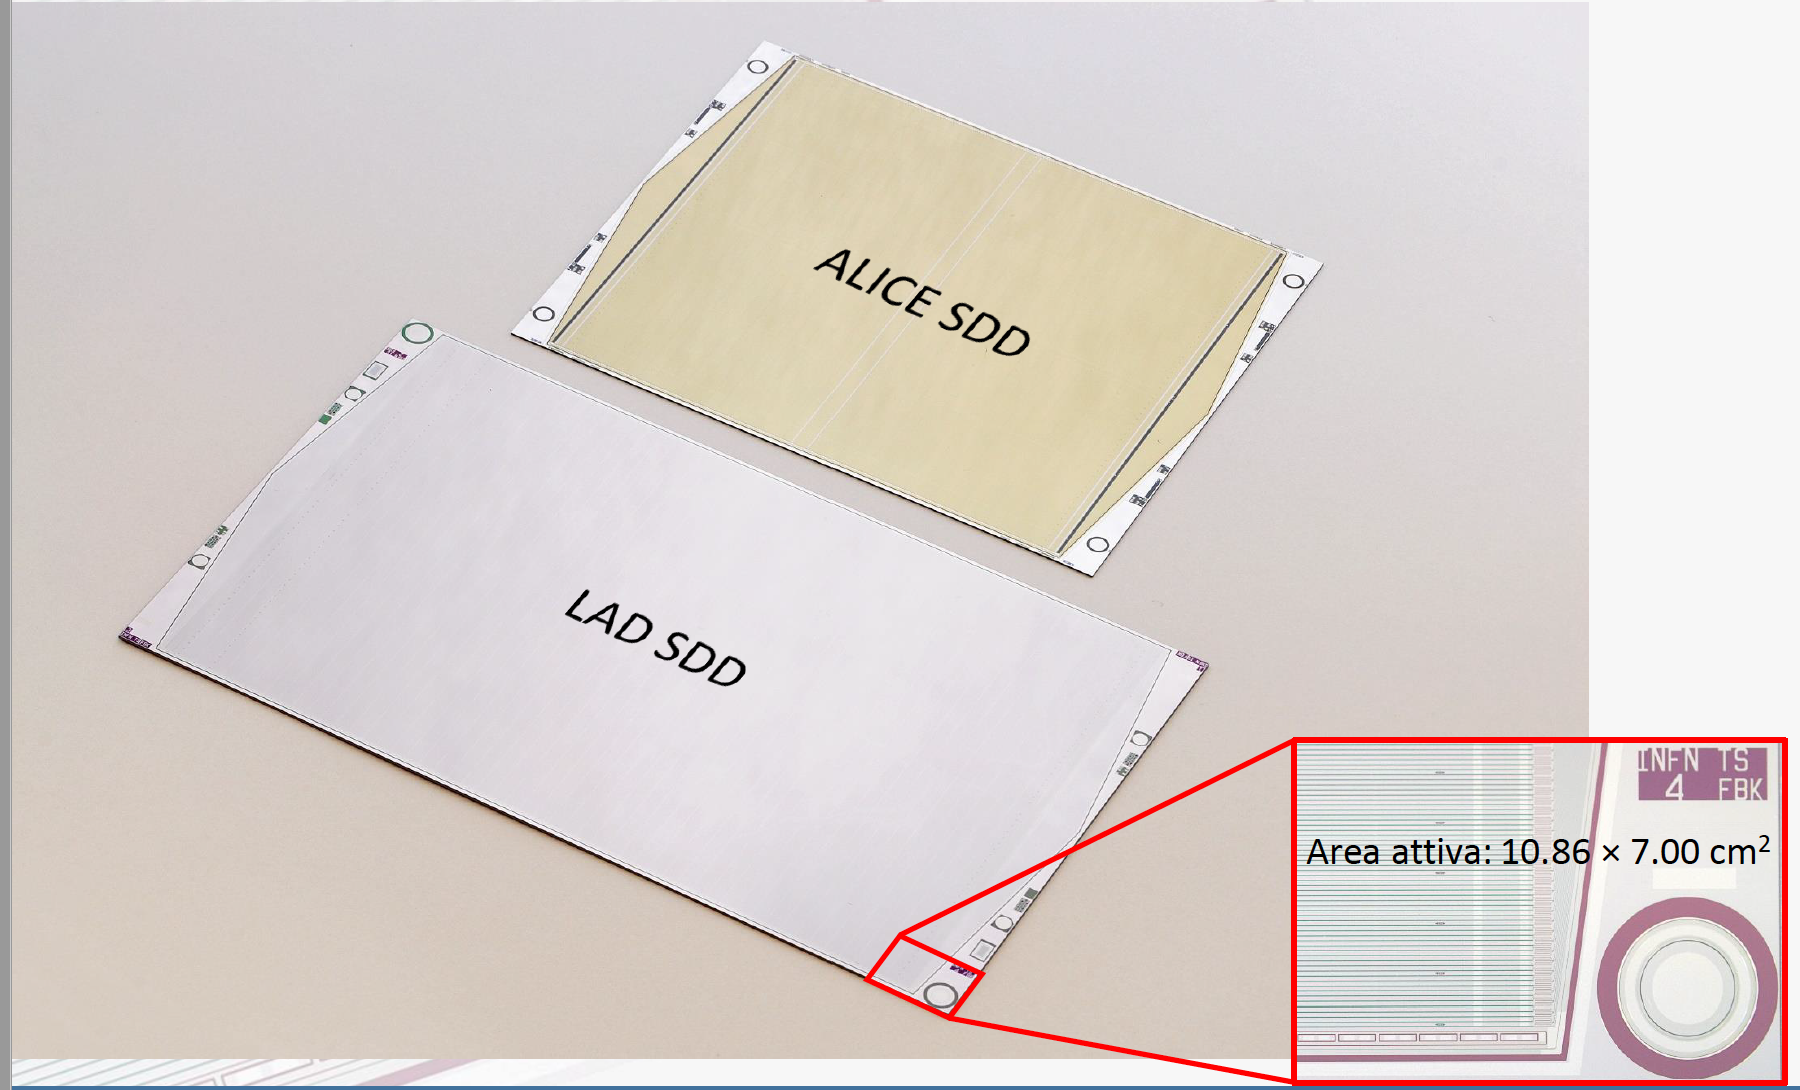 ALICE SDD
LAD SDD
INFN TS
4 FBK
Area attiva: 10.86 × 7.00 cm²